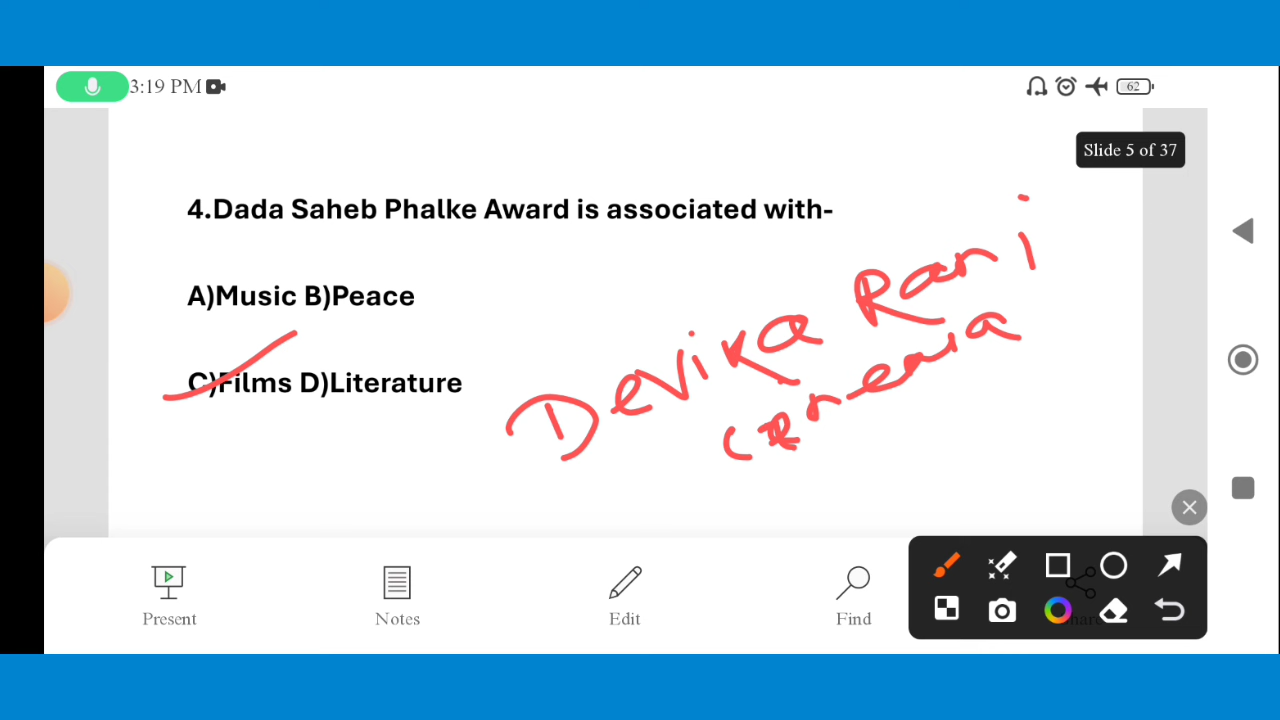 3:19 PM
62
Slide 5 of 37
4.Dada Saheb Phalke Award is associated with-
A)Music B)Peace
C)Films D)Literature
Devika Rani
Present
Notes
Edit
Find